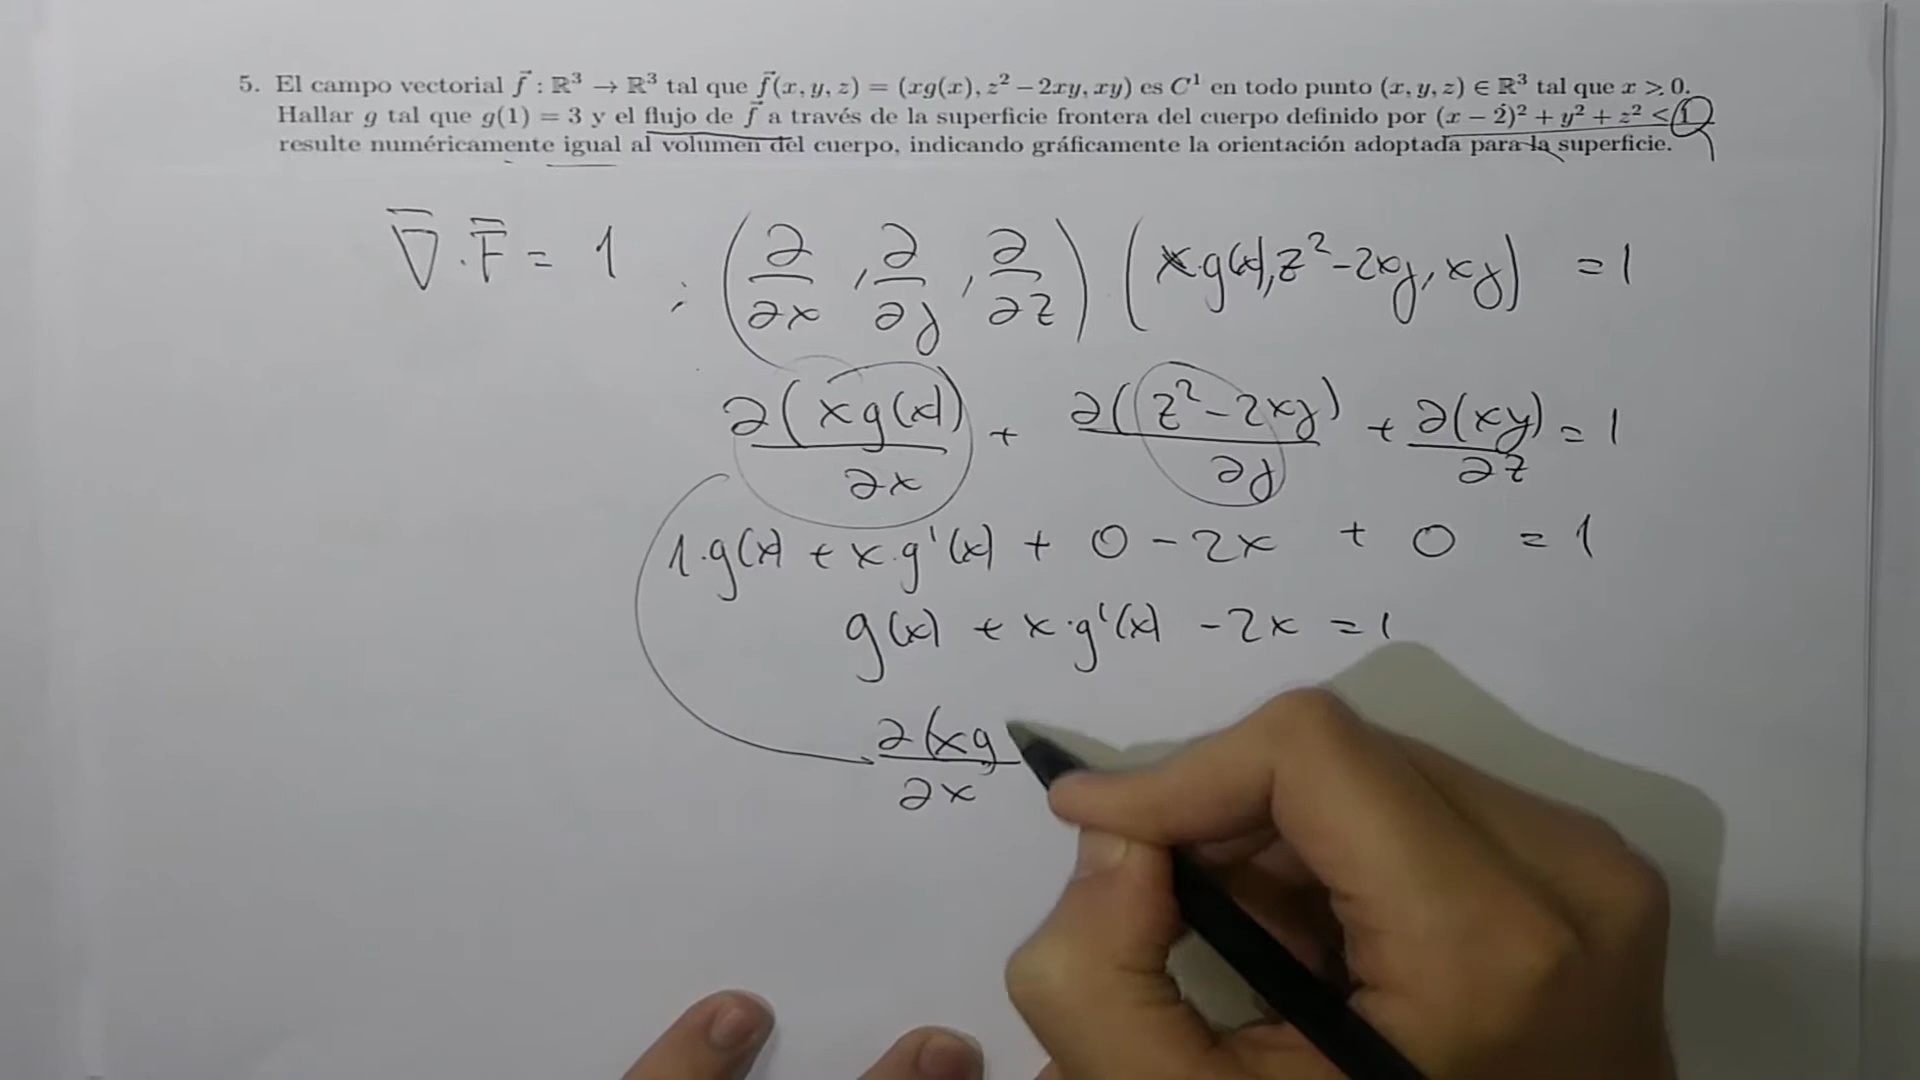 5. El campo vectorial f⃗ : ℝ³ → ℝ³ tal que f⃗(x, y, z) = (xg(x), z² − 2xy, xy) es C¹ en todo punto (x, y, z) ∈ ℝ³ tal que x > 0.
Hallar g tal que g(1) = 3 y el flujo de f⃗ a través de la superficie frontera del cuerpo definido por (x − 2)² + y² + z² < 1
resulte numéricamente igual al volumen del cuerpo, indicando gráficamente la orientación adoptada para la superficie.
∇̅ · F̅ = 1 ; (∂/∂x, ∂/∂y, ∂/∂z) (x·g(x), z² − 2xy, xy) = 1
∂(xg(x))/∂x + ∂(z² − 2xy)/∂y + ∂(xy)/∂z = 1
1·g(x) + x·g'(x) + 0 − 2x + 0 = 1
g(x) + x·g'(x) − 2x = 1
∂(xg/∂x